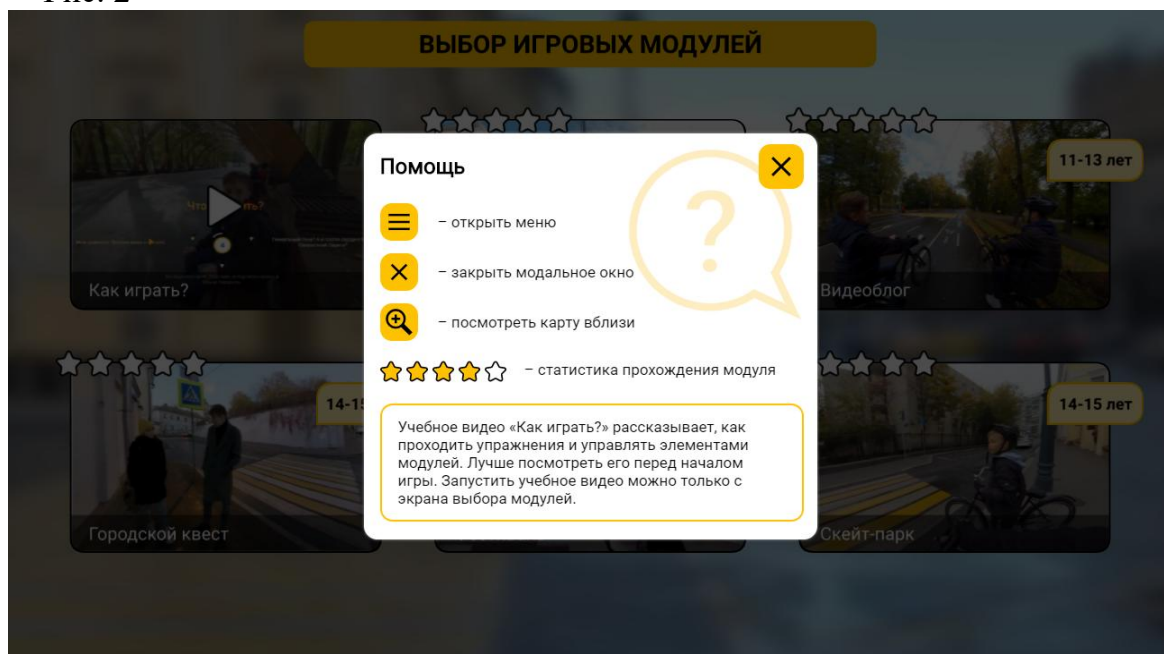 Рис. 2
ВЫБОР ИГРОВЫХ МОДУЛЕЙ
11-13 лет
Помощь
– открыть меню
– закрыть модальное окно
– посмотреть карту вблизи
– статистика прохождения модуля
Учебное видео «Как играть?» рассказывает, как
проходить упражнения и управлять элементами
модулей. Лучше посмотреть его перед началом
игры. Запустить учебное видео можно только с
экрана выбора модулей.
Как играть?
Видеоблог
14-15 лет
Городской квест
Скейт-парк